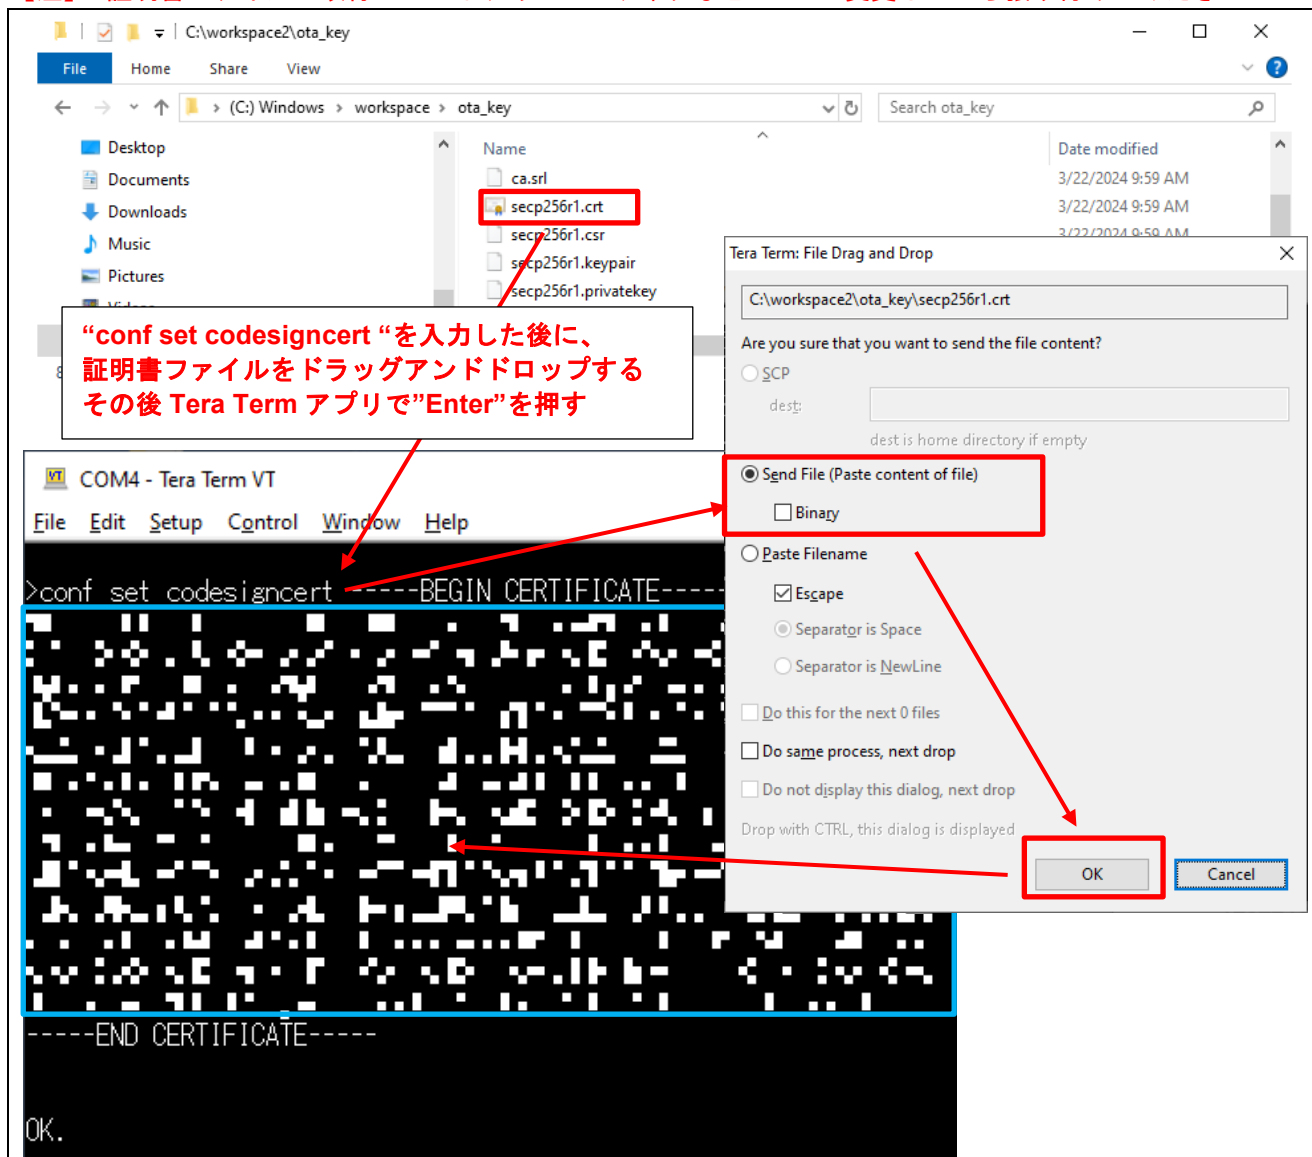 C:\workspace2\ota_key
File Home Share View
(C:) Windows > workspace > ota_key
Search ota_key
Name Date modified
Desktop
Documents
Downloads
Music
Pictures
ca.srl 3/22/2024 9:59 AM
secp256r1.crt 3/22/2024 9:59 AM
secp256r1.csr 3/22/2024 9:59 AM
secp256r1.keypair
secp256r1.privatekey
“conf set codesigncert “を入力した後に、
証明書ファイルをドラッグアンドドロップする
その後 Tera Term アプリで”Enter”を押す
Tera Term: File Drag and Drop
C:\workspace2\ota_key\secp256r1.crt
Are you sure that you want to send the file content?
SCP
dest:
dest is home directory if empty
Send File (Paste content of file)
Binary
Paste Filename
Escape
Separator is Space
Separator is NewLine
Do this for the next 0 files
Do same process, next drop
Do not display this dialog, next drop
Drop with CTRL, this dialog is displayed
OK Cancel
COM4 - Tera Term VT
File Edit Setup Control Window Help
>conf set codesigncert -----BEGIN CERTIFICATE-----
-----END CERTIFICATE-----
OK.